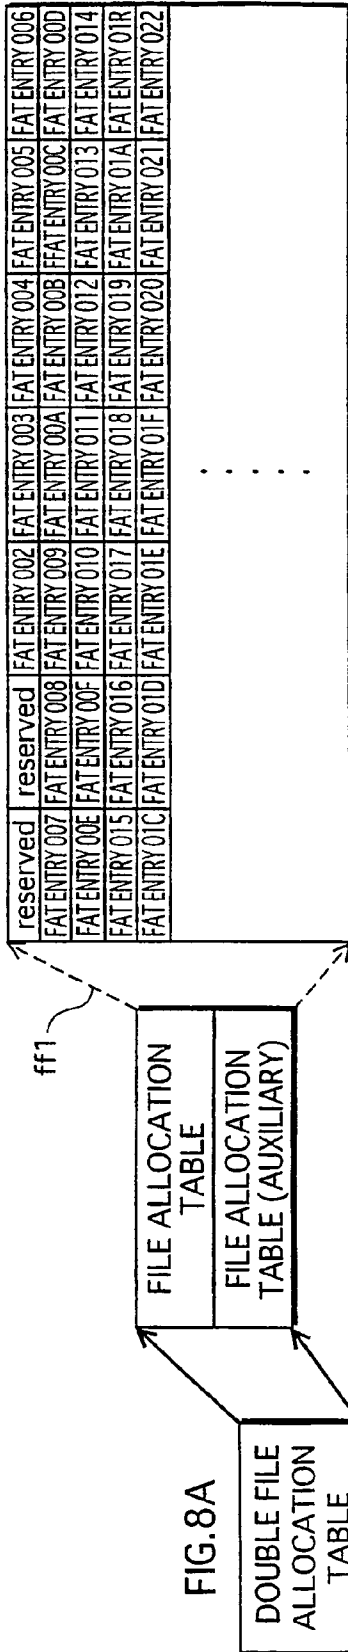 FIG.8A
DOUBLE FILE
ALLOCATION
TABLE
FILE ALLOCATION
TABLE
FILE ALLOCATION
TABLE (AUXILIARY)
ff1
reserved reserved FAT ENTRY 002 FAT ENTRY 003 FAT ENTRY 004 FAT ENTRY 005 FAT ENTRY 006
FAT ENTRY 007 FAT ENTRY 008 FAT ENTRY 009 FAT ENTRY 00A FAT ENTRY 00B FFAT ENTRY 00C FAT ENTRY 00D
FAT ENTRY 00E FAT ENTRY 00F FAT ENTRY 010 FAT ENTRY 011 FAT ENTRY 012 FAT ENTRY 013 FAT ENTRY 014
FAT ENTRY 015 FAT ENTRY 016 FAT ENTRY 017 FAT ENTRY 018 FAT ENTRY 019 FAT ENTRY 01A FAT ENTRY 01R
FAT ENTRY 01C FAT ENTRY 01D FAT ENTRY 01E FAT ENTRY 01F FAT ENTRY 020 FAT ENTRY 021 FAT ENTRY 022
. . . . .